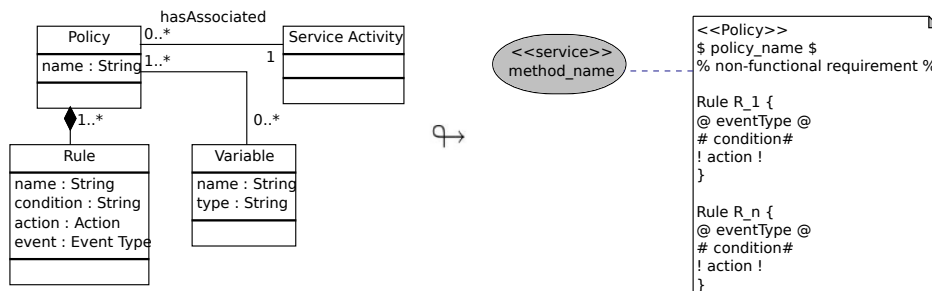 hasAssociated
Policy
0..*
Service Activity
name : String
1..*
1
1..*
0..*
Rule
Variable
name : String
condition : String
action : Action
event : Event Type
name : String
type : String
<<service>>
method_name
<<Policy>>
$ policy_name $
% non-functional requirement %
Rule R_1 {
@ eventType @
# condition#
! action !
}
Rule R_n {
@ eventType @
# condition#
! action !
}